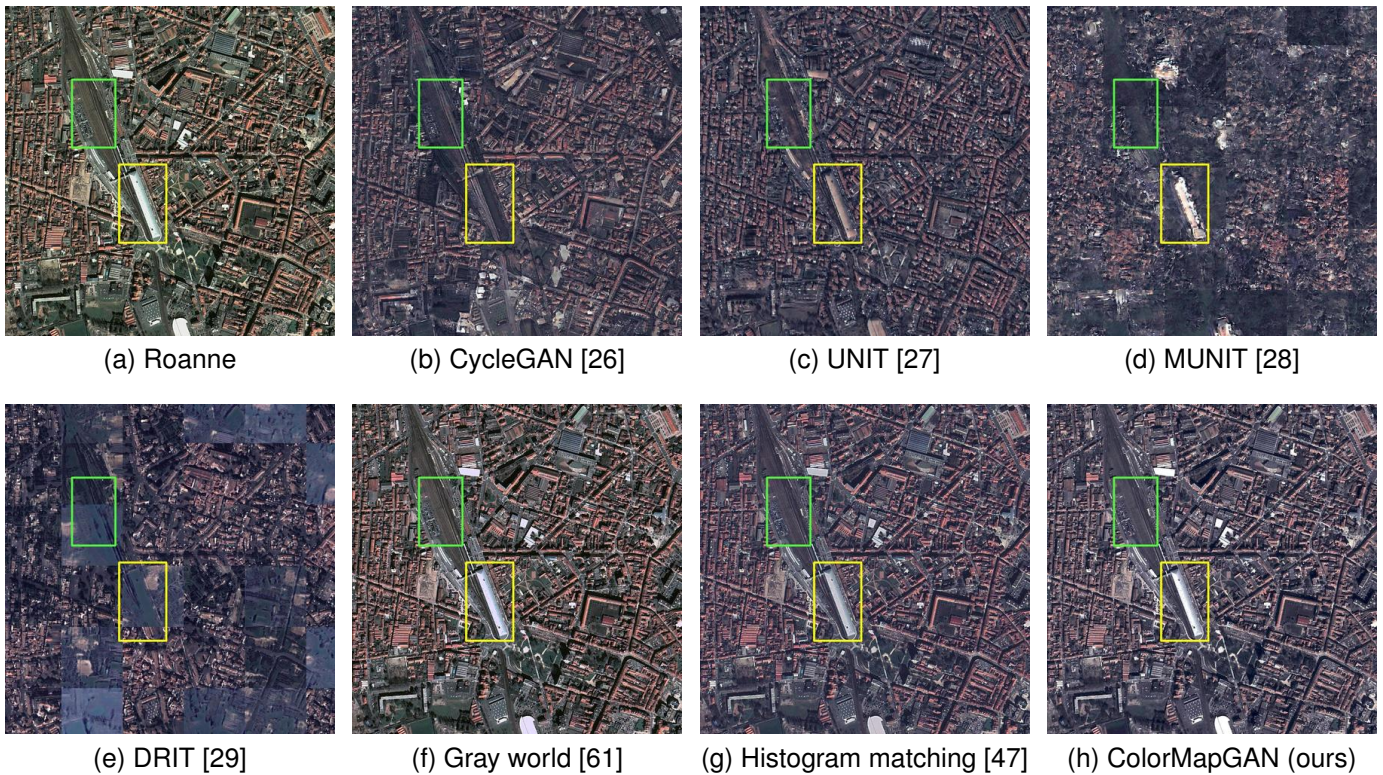 (a) Roanne
(b) CycleGAN [26]
(c) UNIT [27]
(d) MUNIT [28]
(e) DRIT [29]
(f) Gray world [61]
(g) Histogram matching [47]
(h) ColorMapGAN (ours)